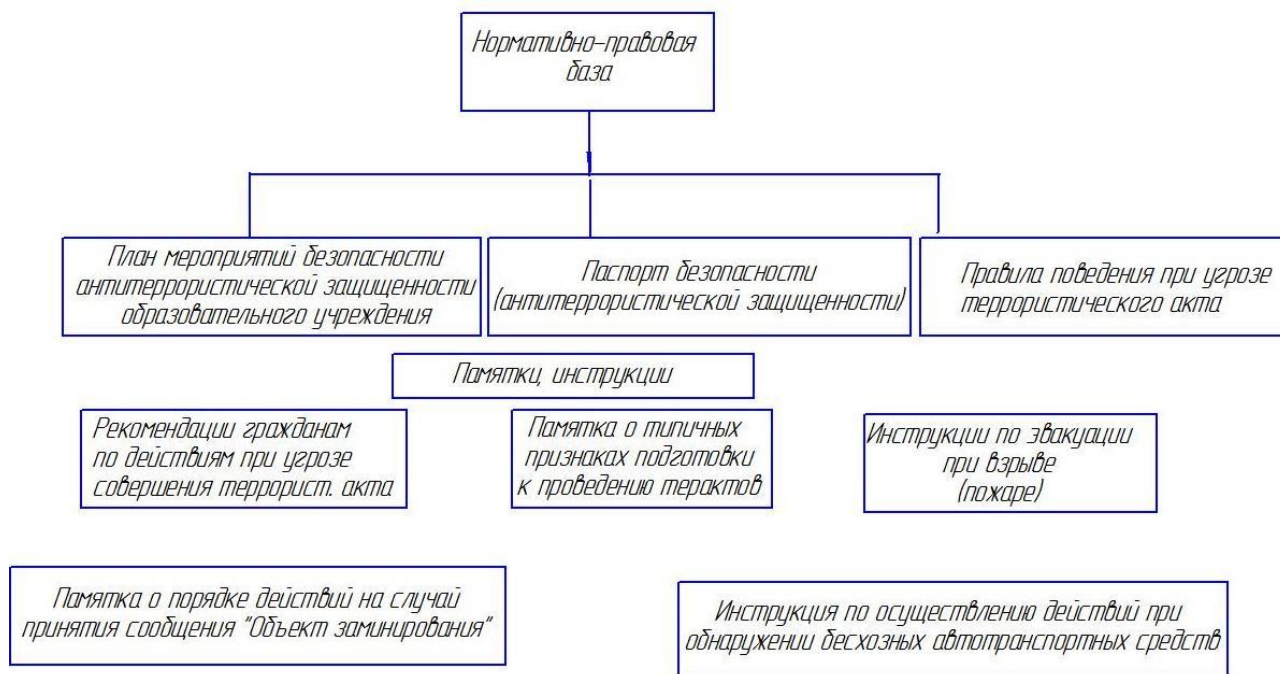 Нормативно-правовая
база
План мероприятий безопасности
антитеррористической защищенности
образовательного учреждения
Паспорт безопасности
(антитеррористической защищенности)
Правила поведения при угрозе
террористического акта
Памятки, инструкции
Рекомендации гражданам
по действиям при угрозе
совершения террорист. акта
Памятка о типичных
признаках подготовки
к проведению терактов
Инструкции по эвакуации
при взрыве
(пожаре)
Памятка о порядке действий на случай
принятия сообщения "Объект заминирования"
Инструкция по осуществлению действий при
обнаружении бесхозных автотранспортных средств